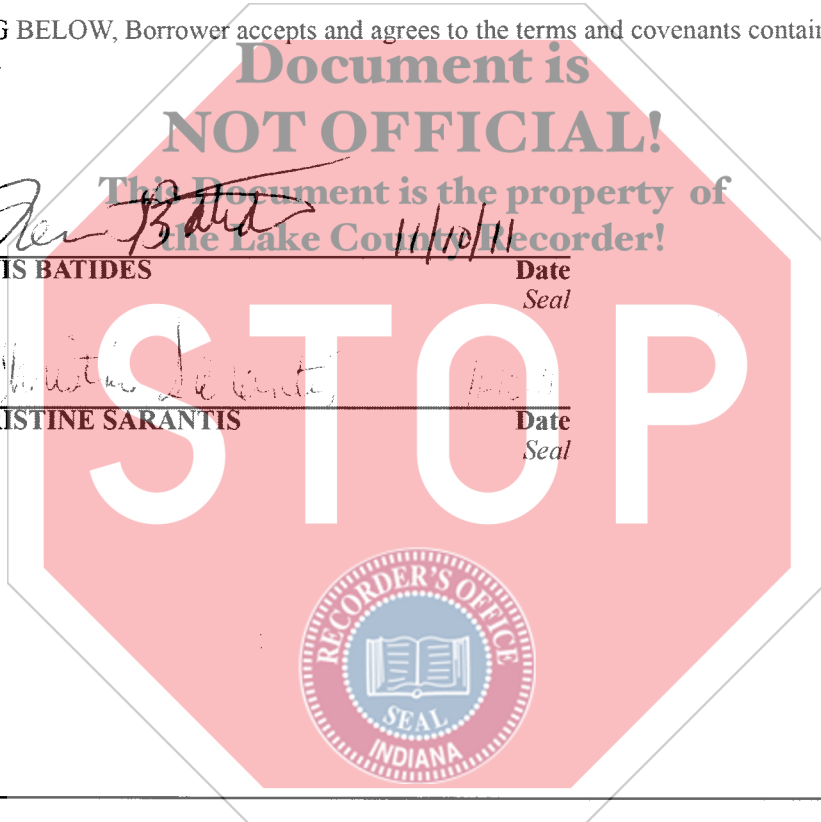 G BELOW, Borrower accepts and agrees to the terms and covenants contain
Document is
NOT OFFICIAL!
This Document is the property of
the Lake County Recorder!
11/10/11
IS BATIDES
Date
Seal
RISTINE SARANTIS
Date
Seal
STOP
RECORDER'S OFFICE
SEAL
INDIANA